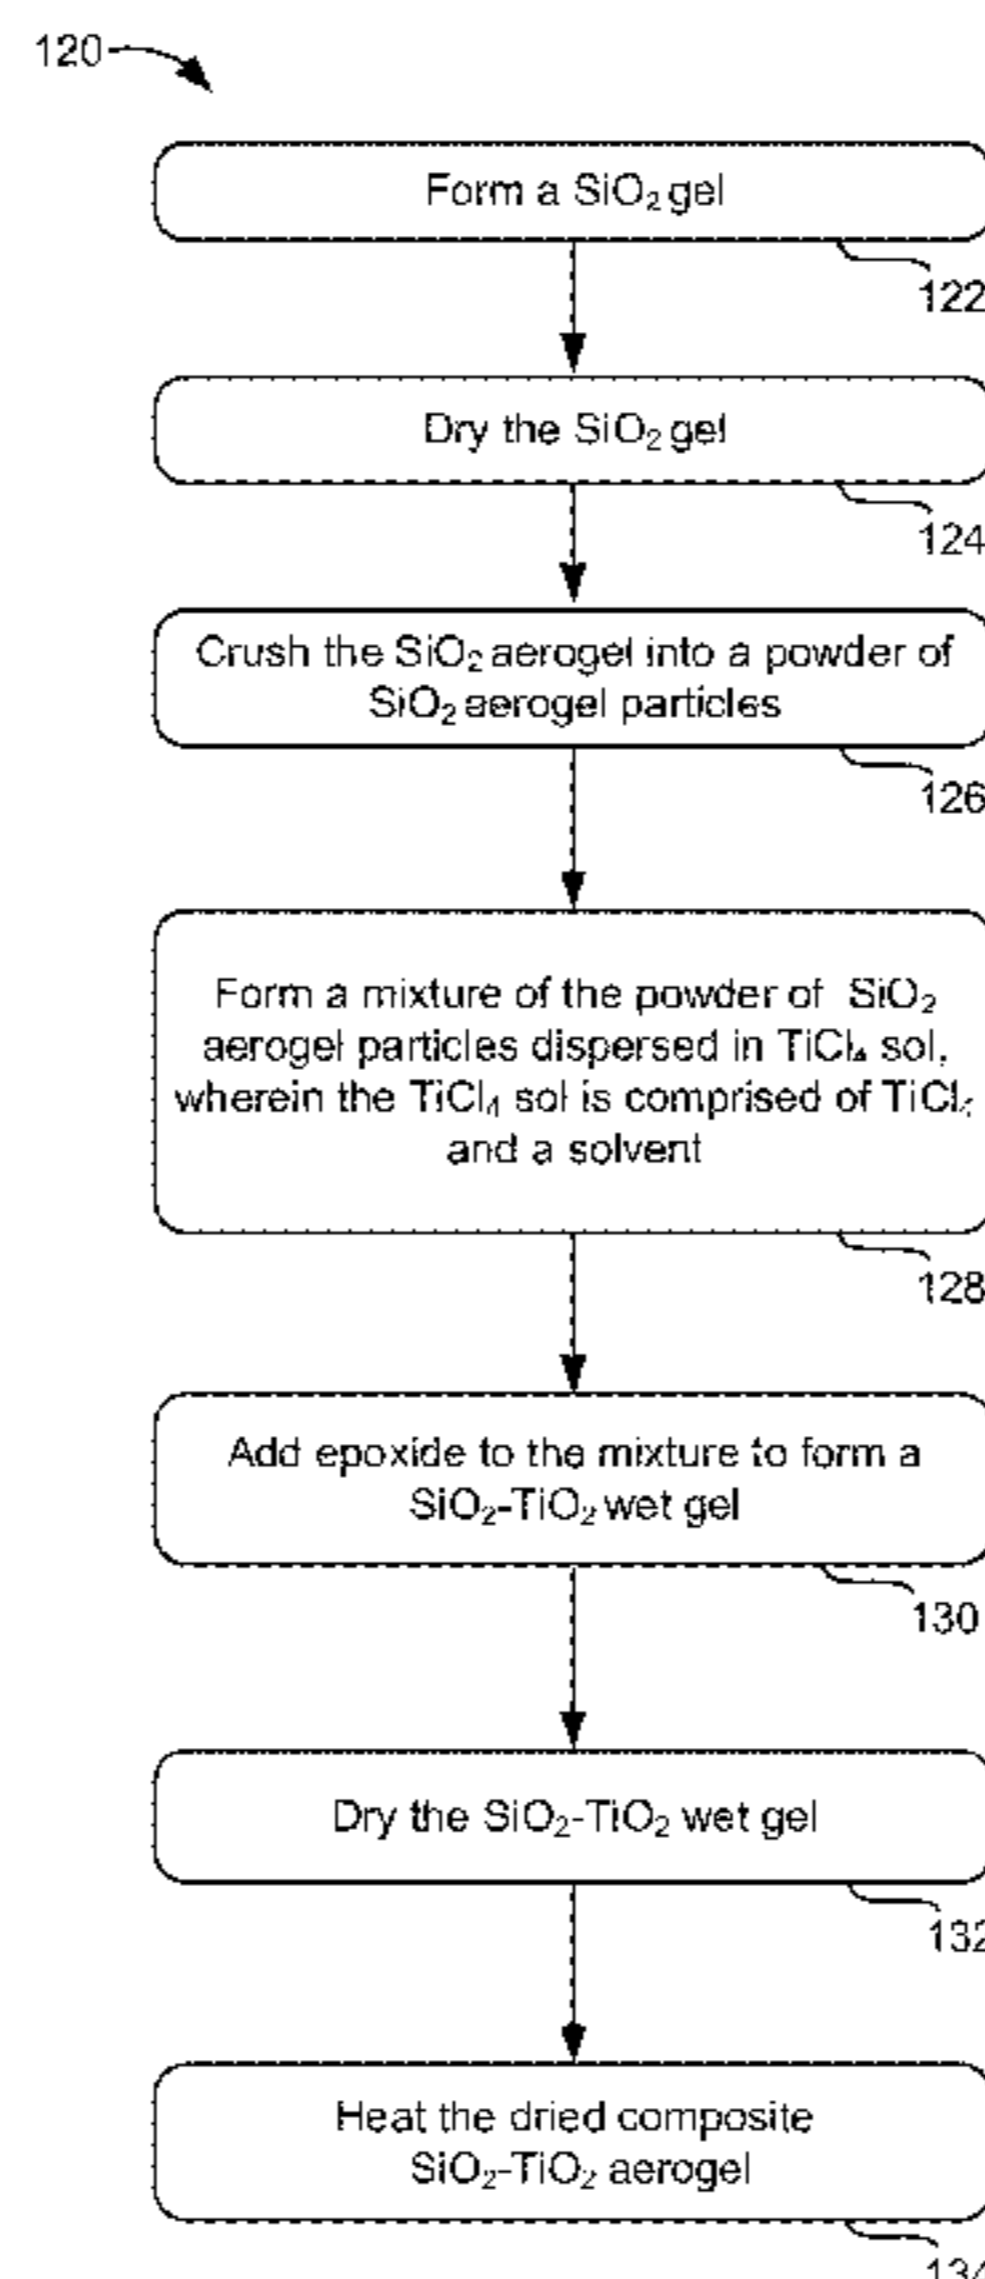 120
Form a SiO₂ gel
122
Dry the SiO₂ gel
124
Crush the SiO₂ aerogel into a powder of
SiO₂ aerogel particles
126
Form a mixture of the powder of SiO₂
aerogel particles dispersed in TiCl₄ sol,
wherein the TiCl₄ sol is comprised of TiCl₄
and a solvent
128
Add epoxide to the mixture to form a
SiO₂-TiO₂ wet gel
130
Dry the SiO₂-TiO₂ wet gel
132
Heat the dried composite
SiO₂-TiO₂ aerogel
134